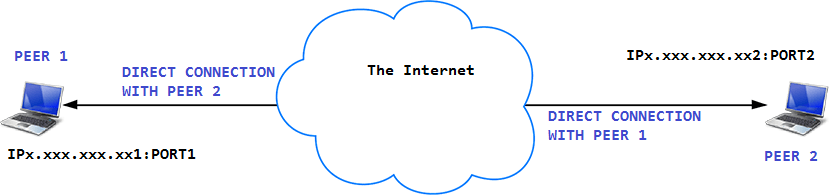 PEER 1
DIRECT CONNECTION
WITH PEER 2
IPx.xxx.xxx.xx1:PORT1
The Internet
IPx.xxx.xxx.xx2:PORT2
DIRECT CONNECTION
WITH PEER 1
PEER 2